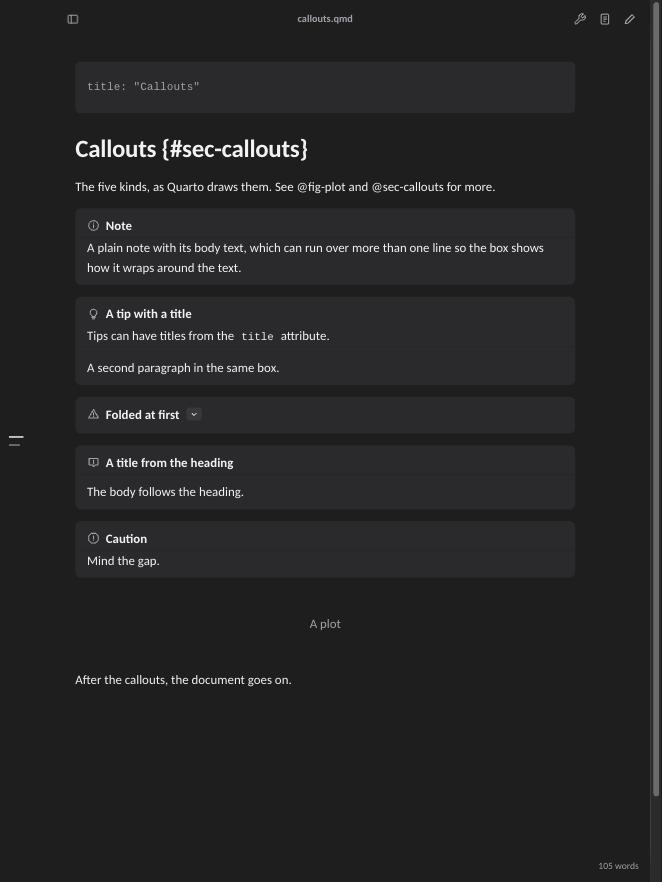 callouts.qmd
title: "Callouts"
Callouts {#sec-callouts}
The five kinds, as Quarto draws them. See @fig-plot and @sec-callouts for more.
Note
A plain note with its body text, which can run over more than one line so the box shows
how it wraps around the text.
A tip with a title
Tips can have titles from the title attribute.
A second paragraph in the same box.
Folded at first
A title from the heading
The body follows the heading.
Caution
Mind the gap.
A plot
After the callouts, the document goes on.
105 words